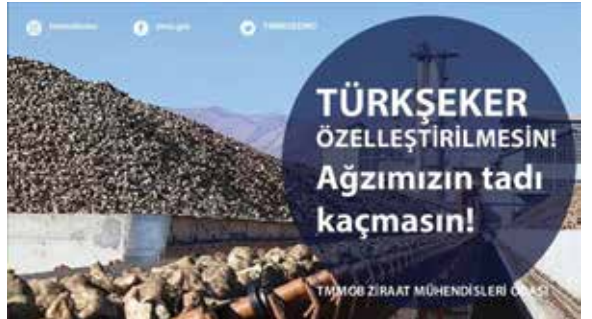 TÜRKŞEKER
ÖZELLEŞTİRİLMESİN!
Ağzımızın tadı
kaçmasın!
TMMOB ZİRAAT MÜHENDİSLERİ ODASI